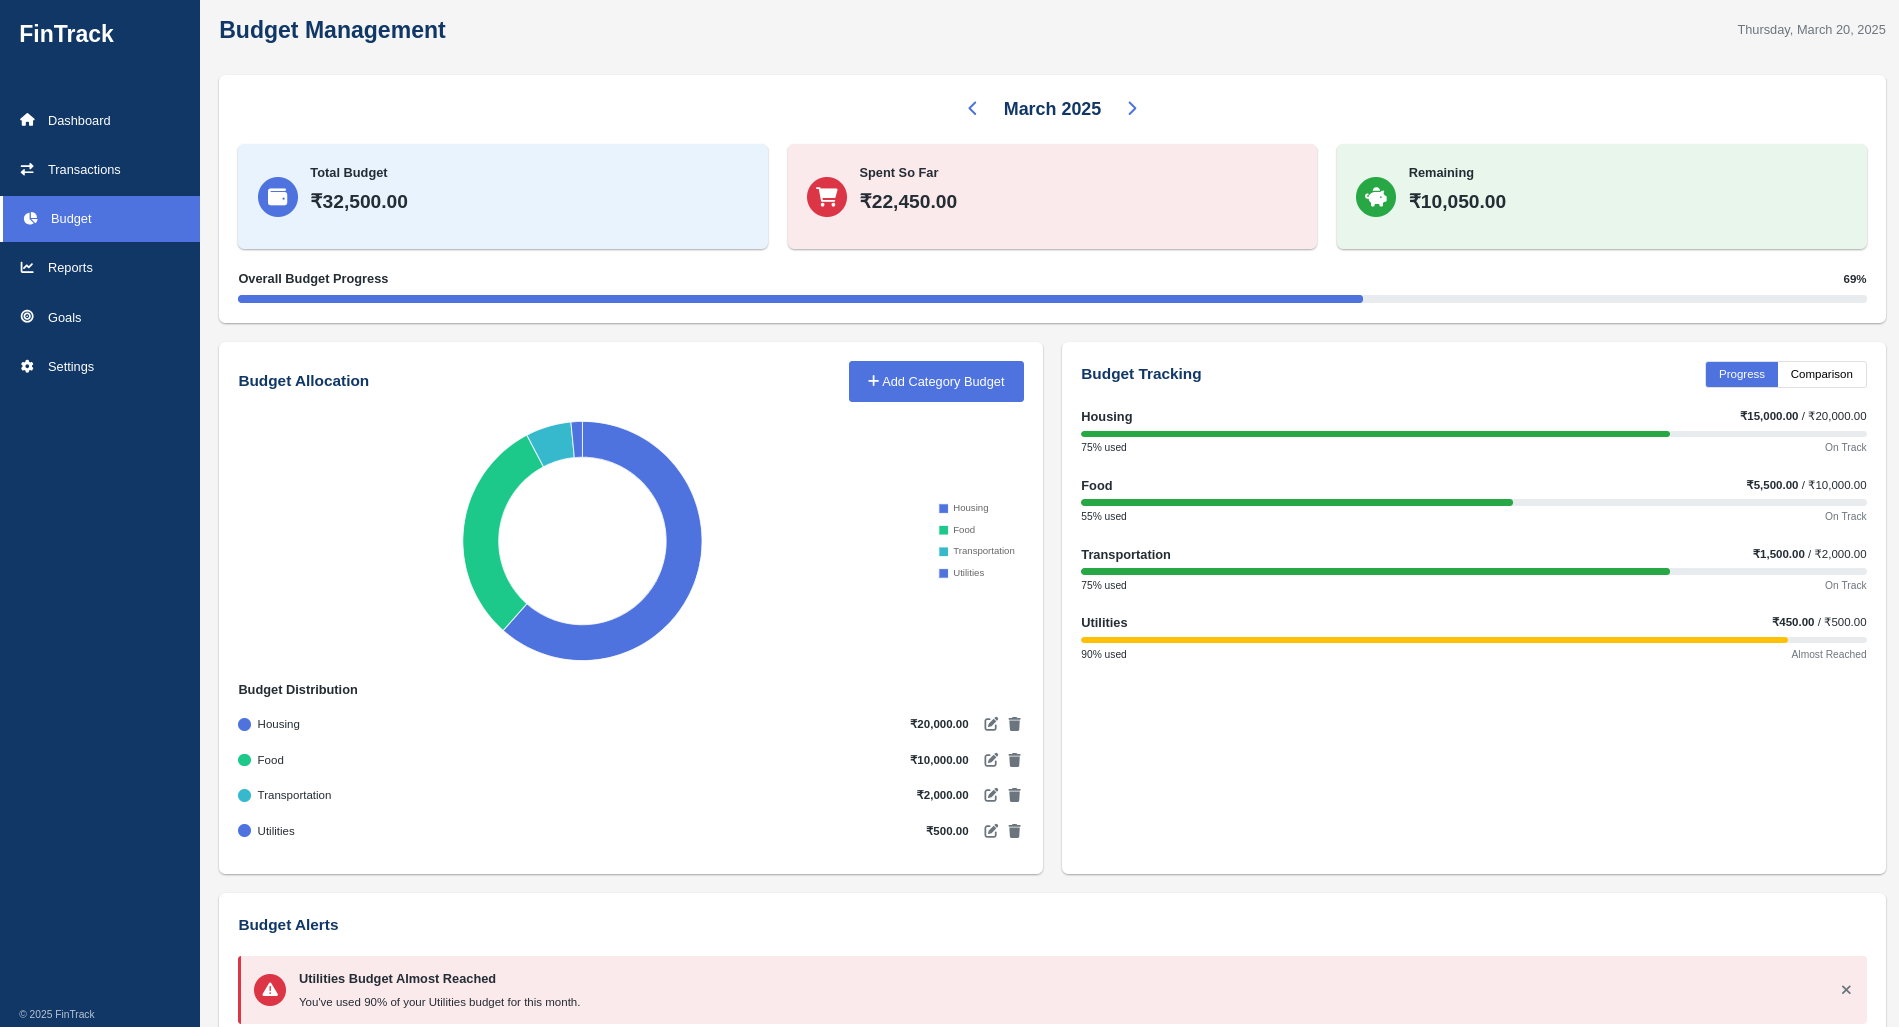 FinTrack
Dashboard
Transactions
Budget
Reports
Goals
Settings
© 2025 FinTrack
Budget Management
Thursday, March 20, 2025
March 2025
Total Budget
₹32,500.00
Spent So Far
₹22,450.00
Remaining
₹10,050.00
Overall Budget Progress
69%
Budget Allocation
Add Category Budget
Housing
Food
Transportation
Utilities
Budget Distribution
Housing ₹20,000.00
Food ₹10,000.00
Transportation ₹2,000.00
Utilities ₹500.00
Budget Tracking
Progress Comparison
Housing ₹15,000.00 / ₹20,000.00
75% used On Track
Food ₹5,500.00 / ₹10,000.00
55% used On Track
Transportation ₹1,500.00 / ₹2,000.00
75% used On Track
Utilities ₹450.00 / ₹500.00
90% used Almost Reached
Budget Alerts
Utilities Budget Almost Reached
You've used 90% of your Utilities budget for this month.